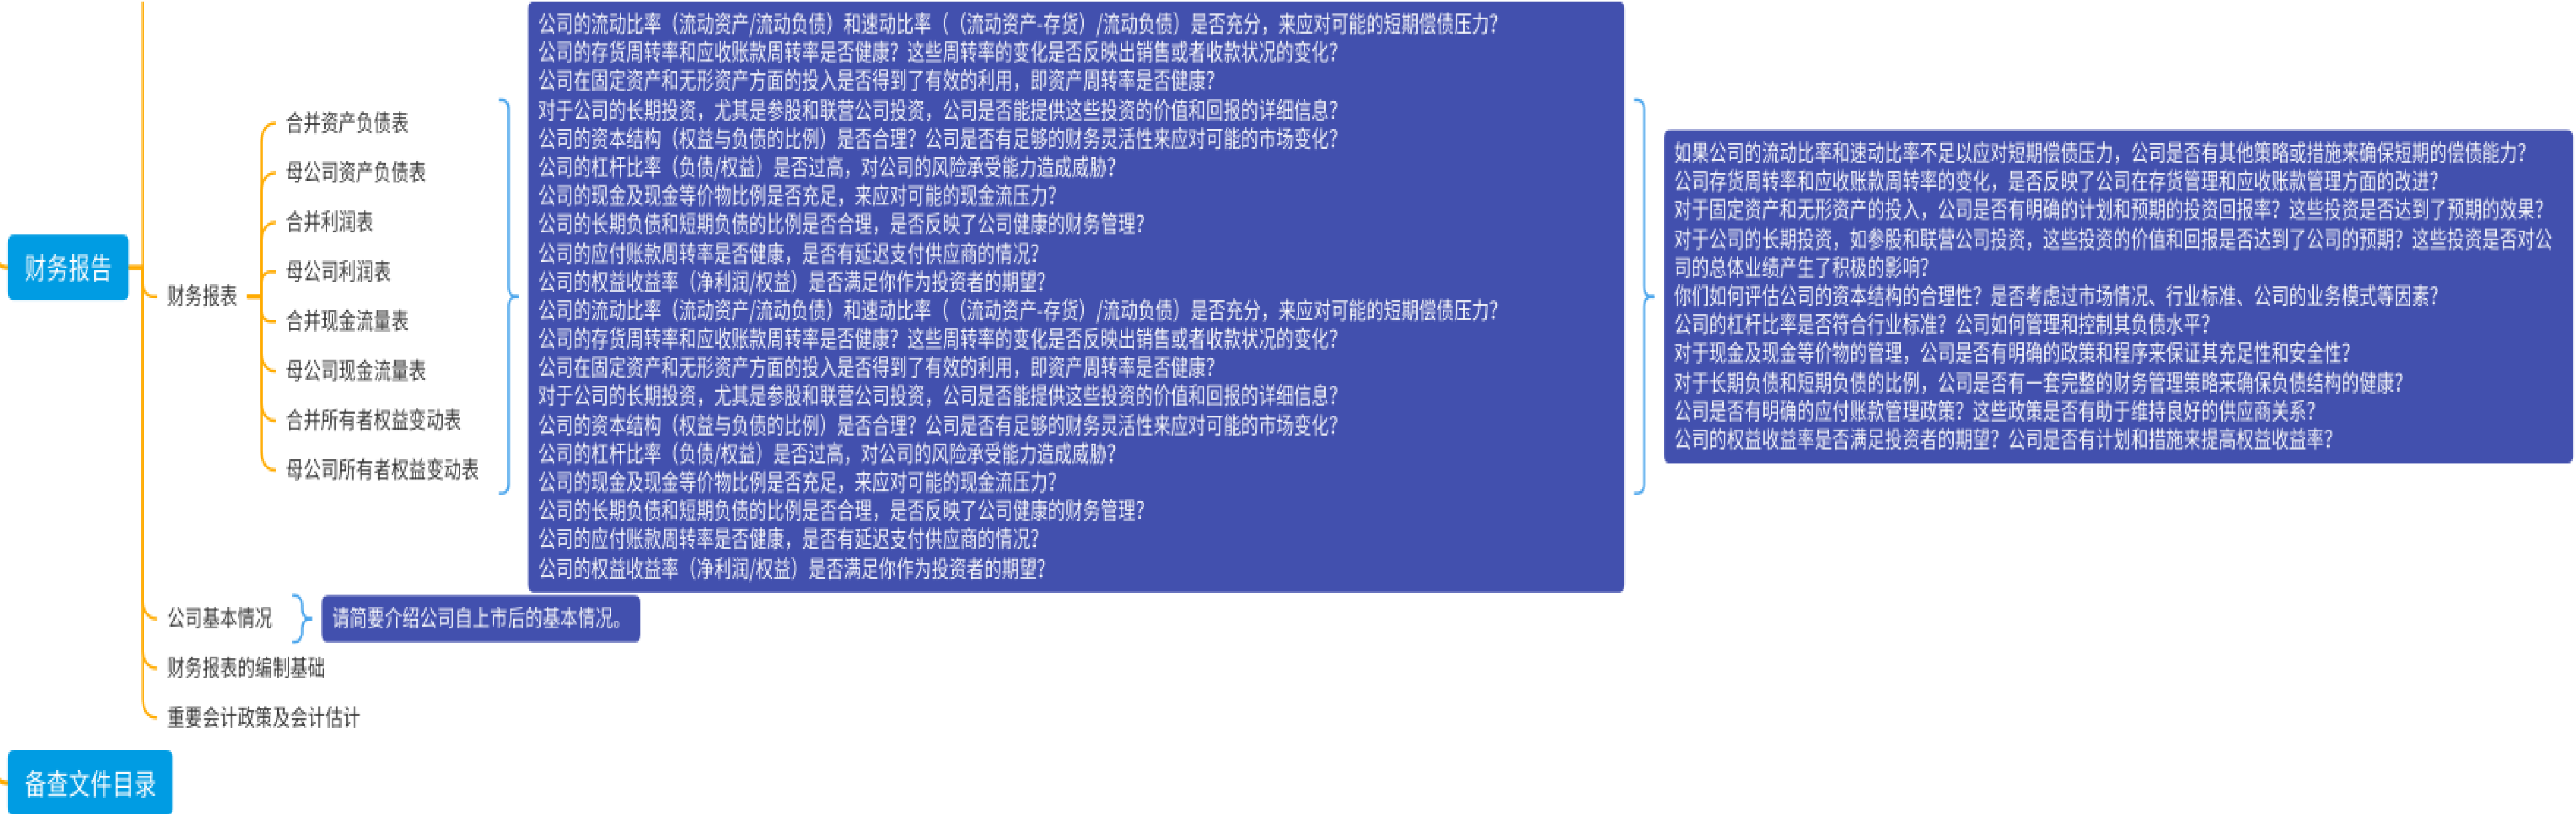 财务报告
财务报表
合并资产负债表
母公司资产负债表
合并利润表
母公司利润表
合并现金流量表
母公司现金流量表
合并所有者权益变动表
母公司所有者权益变动表
公司的流动比率（流动资产/流动负债）和速动比率（（流动资产-存货）/流动负债）是否充分，来应对可能的短期偿债压力？
公司的存货周转率和应收账款周转率是否健康？这些周转率的变化是否反映出销售或者收款状况的变化？
公司在固定资产和无形资产方面的投入是否得到了有效的利用，即资产周转率是否健康？
对于公司的长期投资，尤其是参股和联营公司投资，公司是否能提供这些投资的价值和回报的详细信息？
公司的资本结构（权益与负债的比例）是否合理？公司是否有足够的财务灵活性来应对可能的市场变化？
公司的杠杆比率（负债/权益）是否过高，对公司的风险承受能力造成威胁？
公司的现金及现金等价物比例是否充足，来应对可能的现金流压力？
公司的长期负债和短期负债的比例是否合理，是否反映了公司健康的财务管理？
公司的应付账款周转率是否健康，是否有延迟支付供应商的情况？
公司的权益收益率（净利润/权益）是否满足你作为投资者的期望？
公司的流动比率（流动资产/流动负债）和速动比率（（流动资产-存货）/流动负债）是否充分，来应对可能的短期偿债压力？
公司的存货周转率和应收账款周转率是否健康？这些周转率的变化是否反映出销售或者收款状况的变化？
公司在固定资产和无形资产方面的投入是否得到了有效的利用，即资产周转率是否健康？
对于公司的长期投资，尤其是参股和联营公司投资，公司是否能提供这些投资的价值和回报的详细信息？
公司的资本结构（权益与负债的比例）是否合理？公司是否有足够的财务灵活性来应对可能的市场变化？
公司的杠杆比率（负债/权益）是否过高，对公司的风险承受能力造成威胁？
公司的现金及现金等价物比例是否充足，来应对可能的现金流压力？
公司的长期负债和短期负债的比例是否合理，是否反映了公司健康的财务管理？
公司的应付账款周转率是否健康，是否有延迟支付供应商的情况？
公司的权益收益率（净利润/权益）是否满足你作为投资者的期望？
如果公司的流动比率和速动比率不足以应对短期偿债压力，公司是否有其他策略或措施来确保短期的偿债能力？
公司存货周转率和应收账款周转率的变化，是否反映了公司在存货管理和应收账款管理方面的改进？
对于固定资产和无形资产的投入，公司是否有明确的计划和预期的投资回报率？这些投资是否达到了预期的效果？
对于公司的长期投资，如参股和联营公司投资，这些投资的价值和回报是否达到了公司的预期？这些投资是否对公
司的总体业绩产生了积极的影响？
你们如何评估公司的资本结构的合理性？是否考虑过市场情况、行业标准、公司的业务模式等因素？
公司的杠杆比率是否符合行业标准？公司如何管理和控制其负债水平？
对于现金及现金等价物的管理，公司是否有明确的政策和程序来保证其充足性和安全性？
对于长期负债和短期负债的比例，公司是否有一套完整的财务管理策略来确保负债结构的健康？
公司是否有明确的应付账款管理政策？这些政策是否有助于维持良好的供应商关系？
公司的权益收益率是否满足投资者的期望？公司是否有计划和措施来提高权益收益率？
公司基本情况
请简要介绍公司自上市后的基本情况。
财务报表的编制基础
重要会计政策及会计估计
备查文件目录